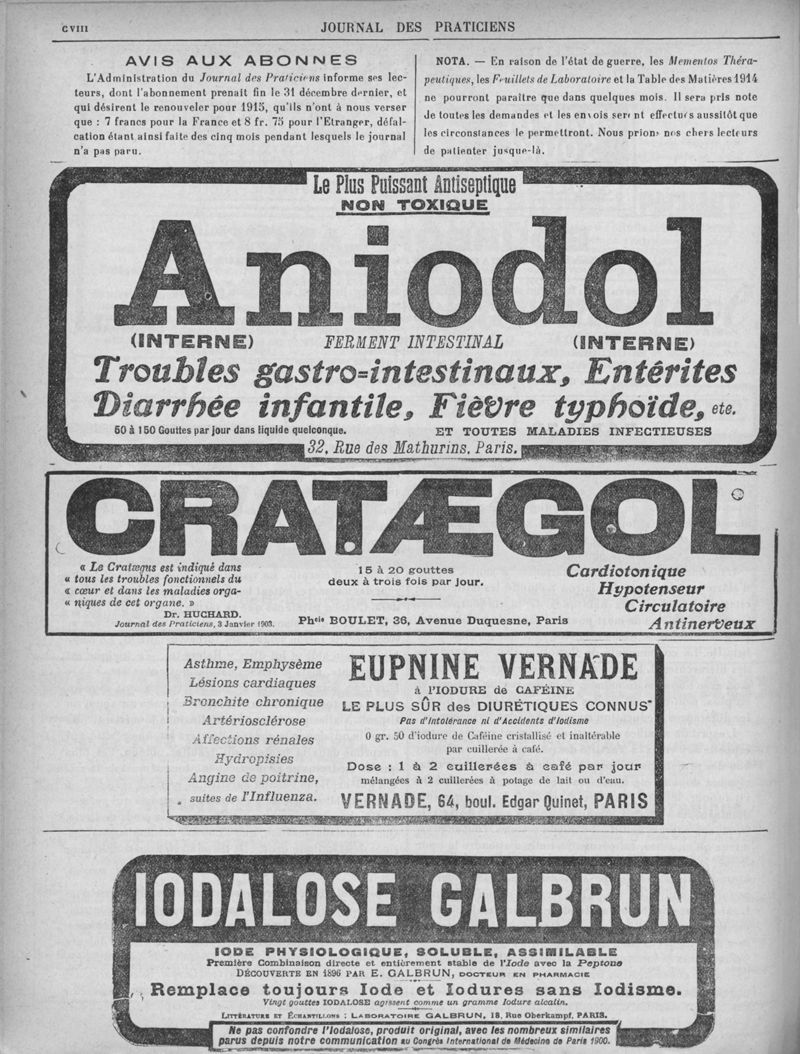 CVIII
JOURNAL DES PRATICIENS
AVIS AUX ABONNES
L'Administration du Journal des Praticiens informe ses lec-
teurs, dont l'abonnement prenait fin le 31 décembre dernier, et
qui désirent le renouveler pour 1915, qu'ils n'ont à nous verser
que : 7 francs pour la France et 8 fr. 75 pour l'Etranger, défal-
cation étant ainsi faite des cinq mois pendant lesquels le journal
n'a pas paru.
NOTA. — En raison de l'état de guerre, les Mementos Théra-
peutiques, les Feuillets de Laboratoire et la Table des Matières 1914
ne pourront paraître que dans quelques mois. Il sera pris note
de toutes les demandes et les envois seront effectués aussitôt que
les circonstances le permettront. Nous prions nos chers lecteurs
de patienter jusque-là.
Le Plus Puissant Antiseptique
NON TOXIQUE
Aniodol
(INTERNE) FERMENT INTESTINAL (INTERNE)
Troubles gastro=intestinaux, Entérites
Diarrhée infantile, Fièvre typhoïde, etc.
50 à 150 Gouttes par jour dans liquide quelconque. ET TOUTES MALADIES INFECTIEUSES
32, Rue des Mathurins, Paris.
CRATÆGOL
« Le Cratægus est indiqué dans
« tous les troubles fonctionnels du
« cœur et dans les maladies orga-
« niques de cet organe. »
Dr. HUCHARD.
Journal des Praticiens, 3 Janvier 1903.
15 à 20 gouttes
deux à trois fois par jour.
Phcie BOULET, 36, Avenue Duquesne, Paris
Cardiotonique
Hypotenseur
Circulatoire
Antinerveux
Asthme, Emphysème
Lésions cardiaques
Bronchite chronique
Artériosclérose
Affections rénales
Hydropisies
Angine de poitrine,
suites de l'Influenza.
EUPNINE VERNADE
à l'IODURE de CAFÉINE
LE PLUS SÛR des DIURÉTIQUES CONNUS
Pas d'Intolérance ni d'Accidents d'Iodisme
0 gr. 50 d'iodure de Caféine cristallisé et inaltérable
par cuillerée à café.
Dose : 1 à 2 cuillerées à café par jour
mélangées à 2 cuillerées à potage de lait ou d'eau.
VERNADE, 64, boul. Edgar Quinet, PARIS
IODALOSE GALBRUN
IODE PHYSIOLOGIQUE, SOLUBLE, ASSIMILABLE
Première Combinaison directe et entièrement stable de l'Iode avec la Peptone
DÉCOUVERTE EN 1896 PAR E. GALBRUN, DOCTEUR EN PHARMACIE
Remplace toujours Iode et Iodures sans Iodisme.
Vingt gouttes IODALOSE agissent comme un gramme Iodure alcalin.
LITTÉRATURE ET ÉCHANTILLONS : LABORATOIRE GALBRUN, 18, Rue Oberkampf, PARIS.
Ne pas confondre l'Iodalose, produit original, avec les nombreux similaires
parus depuis notre communication au Congrès International de Médecine de Paris 1900.